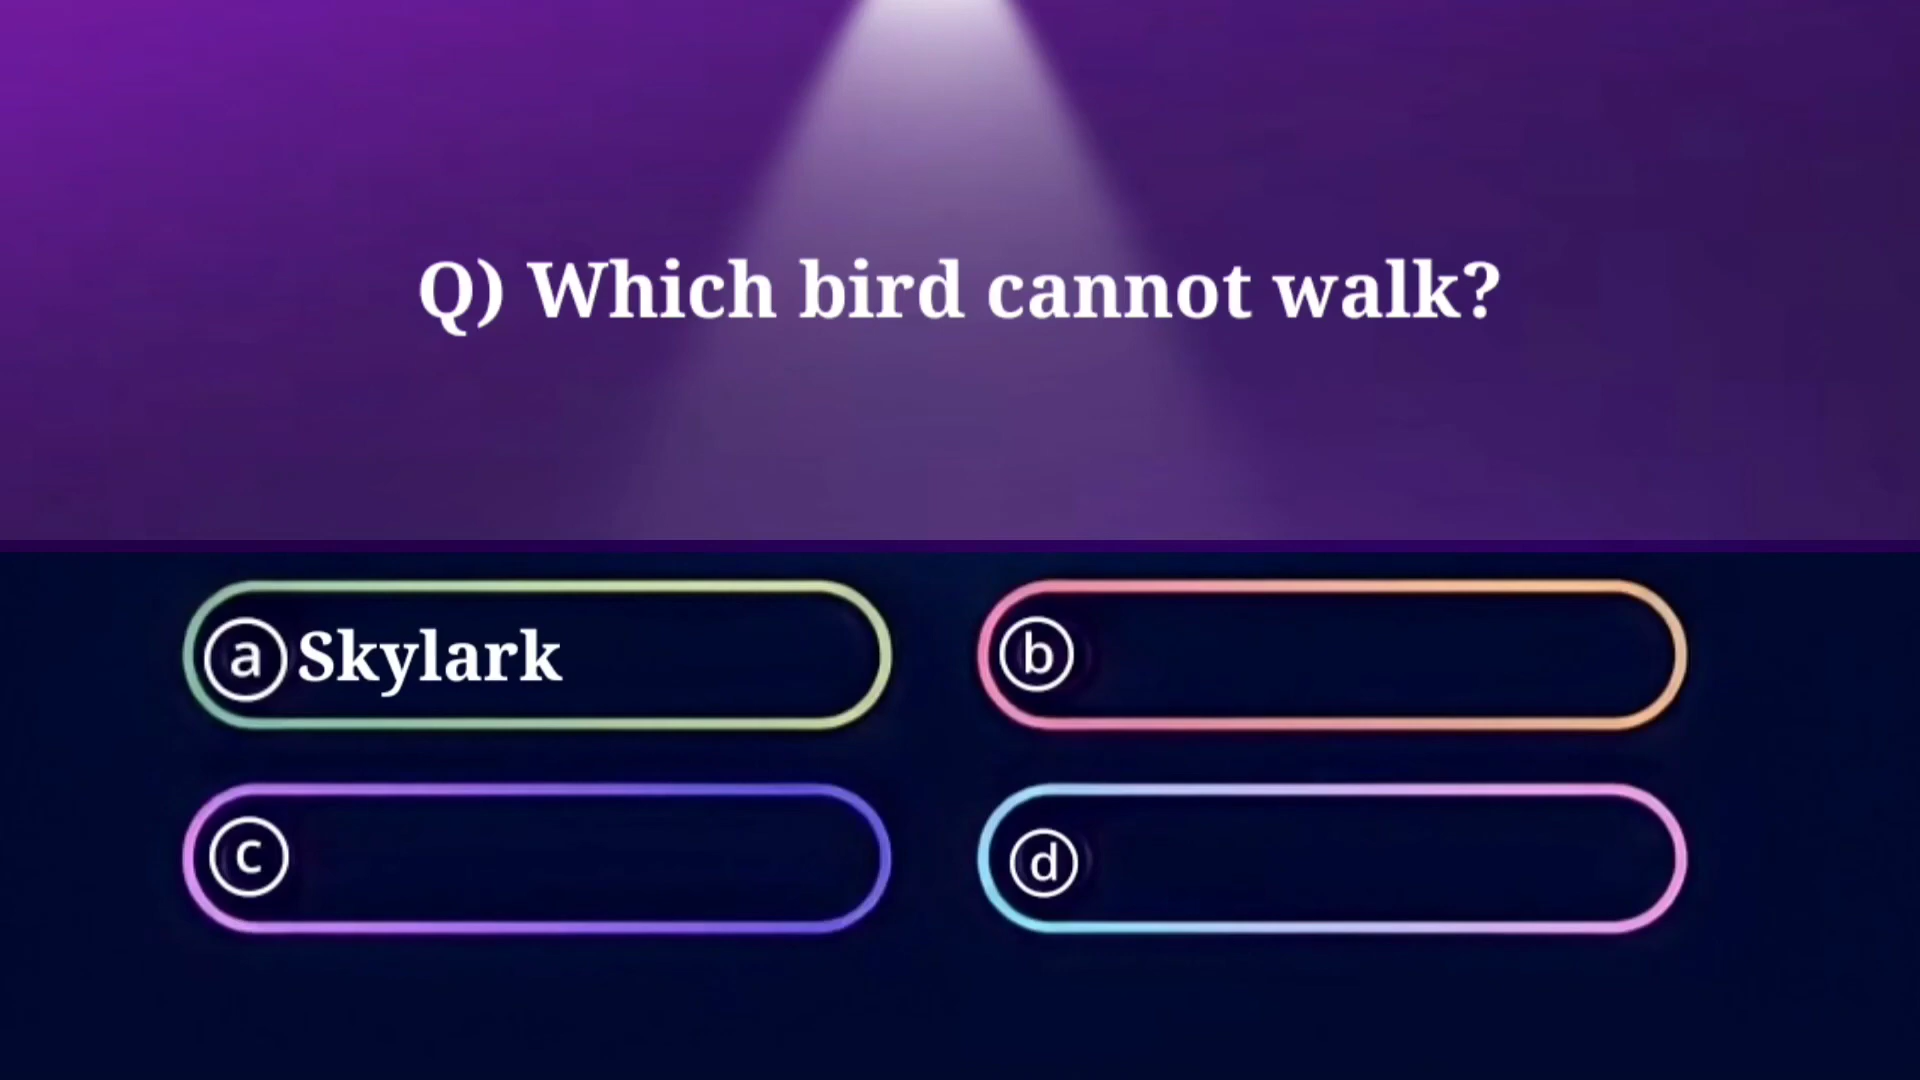 Q) Which bird cannot walk?
ⓐ Skylark
ⓑ
ⓒ
ⓓ